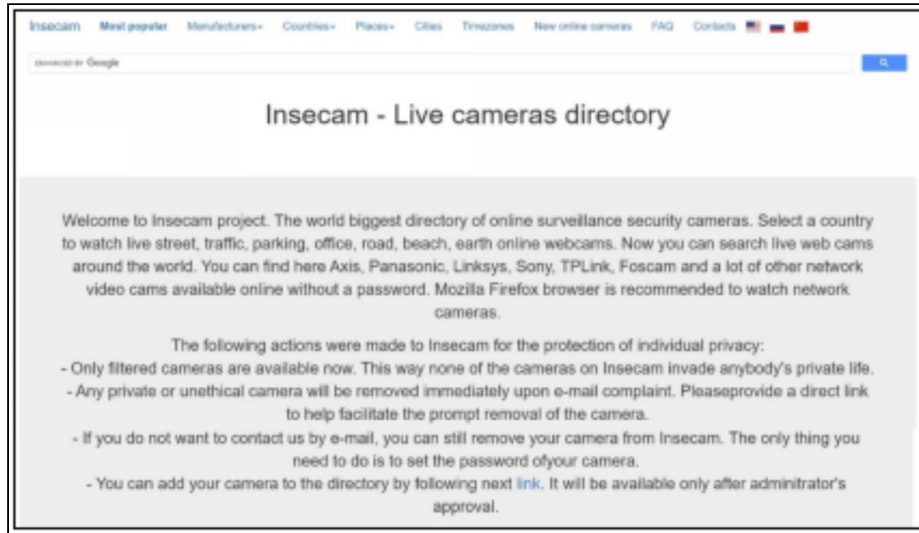 Insecam Most popular Manufacturers Countries Places Cities Timezones New online cameras FAQ Contacts
ENHANCED BY Google
Insecam - Live cameras directory
Welcome to Insecam project. The world biggest directory of online surveillance security cameras. Select a country
to watch live street, traffic, parking, office, road, beach, earth online webcams. Now you can search live web cams
around the world. You can find here Axis, Panasonic, Linksys, Sony, TPLink, Foscam and a lot of other network
video cams available online without a password. Mozilla Firefox browser is recommended to watch network
cameras.
The following actions were made to Insecam for the protection of individual privacy:
- Only filtered cameras are available now. This way none of the cameras on Insecam invade anybody's private life.
- Any private or unethical camera will be removed immediately upon e-mail complaint. Pleaseprovide a direct link
to help facilitate the prompt removal of the camera.
- If you do not want to contact us by e-mail, you can still remove your camera from Insecam. The only thing you
need to do is to set the password ofyour camera.
- You can add your camera to the directory by following next link. It will be available only after adminitrator's
approval.